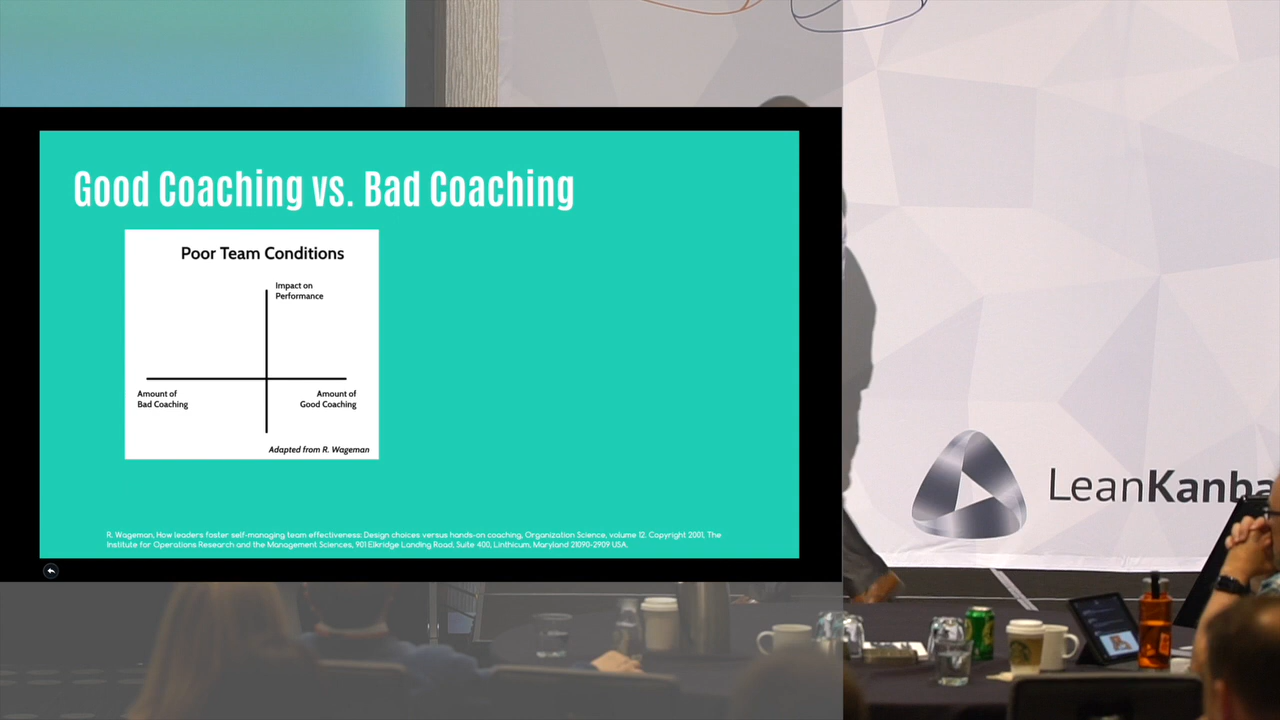 Good Coaching vs. Bad Coaching
Poor Team Conditions
Impact on
Performance
Amount of
Bad Coaching
Amount of
Good Coaching
Adapted from R. Wageman
R. Wageman, How leaders foster self-managing team effectiveness: Design choices versus hands-on coaching, Organization Science, volume 12. Copyright 2001, The
Institute for Operations Research and the Management Sciences, 901 Elkridge Landing Road, Suite 400, Linthicum, Maryland 21090-2909 USA.
LeanKanba